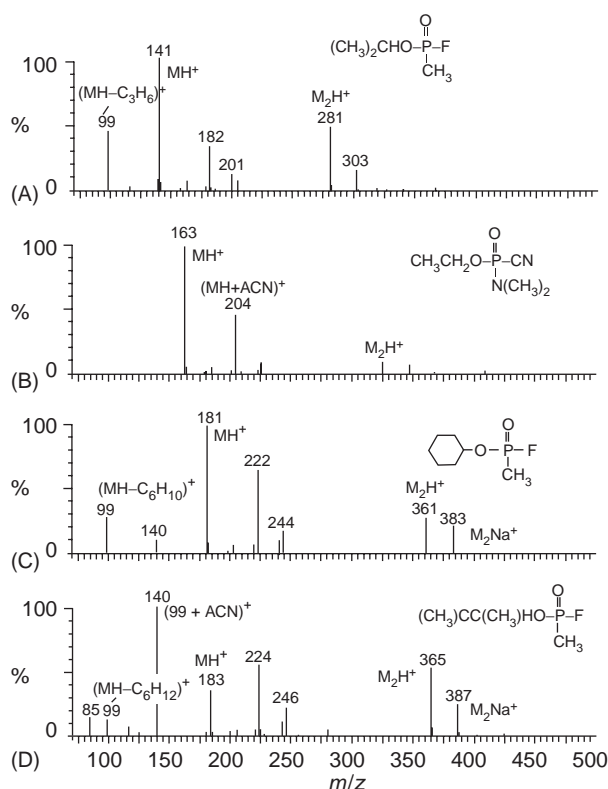 O
(CH₃)₂CHO–P–F
CH₃
100
%
0
(A)
141
MH⁺
(MH–C₃H₆)⁺
99
182
201
M₂H⁺
281
303
O
CH₃CH₂O–P–CN
N(CH₃)₂
100
%
0
(B)
163
MH⁺
(MH+ACN)⁺
204
M₂H⁺
O
O–P–F
CH₃
100
%
0
(C)
181
MH⁺
(MH–C₆H₁₀)⁺
99
140
222
244
M₂H⁺
361
383
M₂Na⁺
O
(CH₃)CC(CH₃)HO–P–F
CH₃
100
%
0
(D)
140
(99 + ACN)⁺
MH⁺
183
(MH–C₆H₁₂)⁺
85
99
224
246
M₂H⁺
365
387
M₂Na⁺
100 150 200 250 300 350 400 450 500
m/z